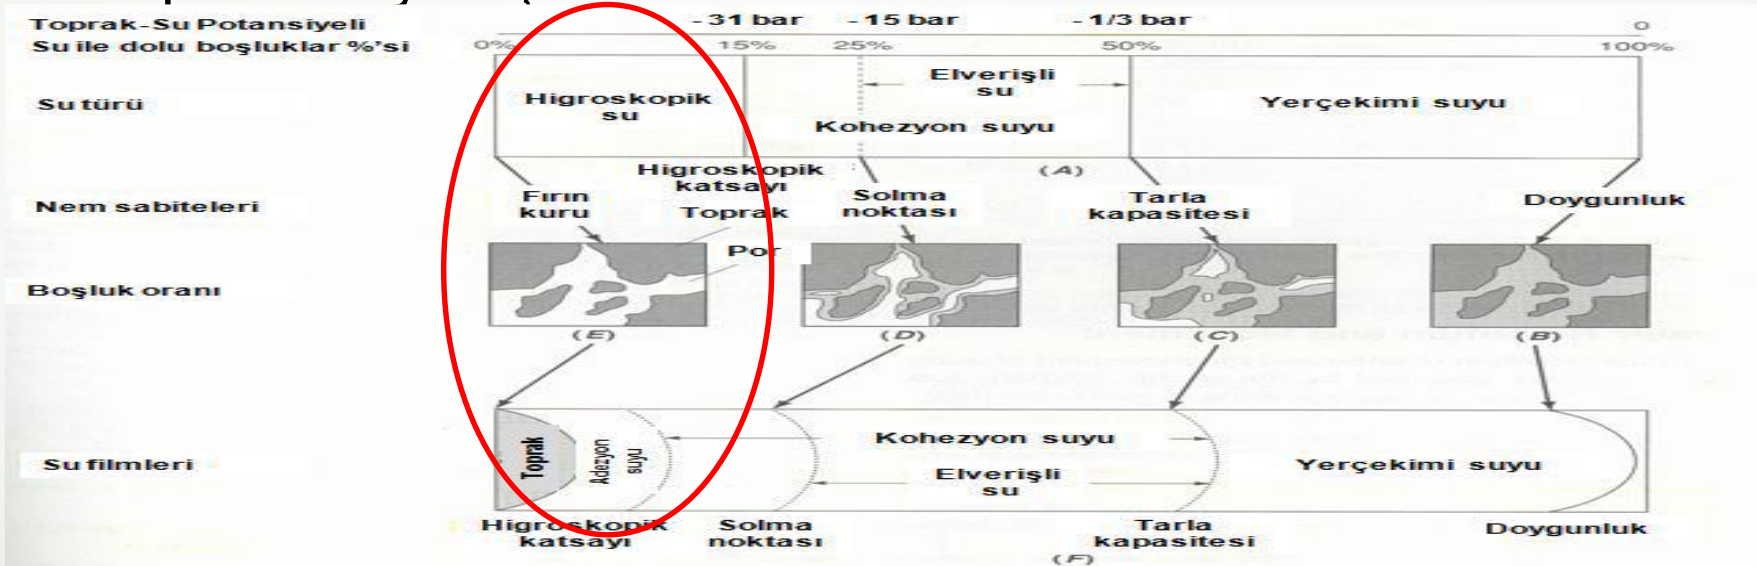 Toprak-Su Potansiyeli - 31 bar - 15 bar - 1/3 bar 0
Su ile dolu boşluklar %'si 0% 15% 25% 50% 100%
Su türü
Higroskopik
su
Elverişli
su
Kohezyon suyu
Yerçekimi suyu
(A)
Nem sabiteleri
Fırın
kuru
Higroskopik
katsayı
Toprak
Por
Solma
noktası
Tarla
kapasitesi
Doygunluk
Boşluk oranı
(E) (D) (C) (B)
Su filmleri
Toprak
Adezyon
suyu
Kohezyon suyu
Elverişli
su
Yerçekimi suyu
Higroskopik
katsayı
Solma
noktası
Tarla
kapasitesi
Doygunluk
(F)